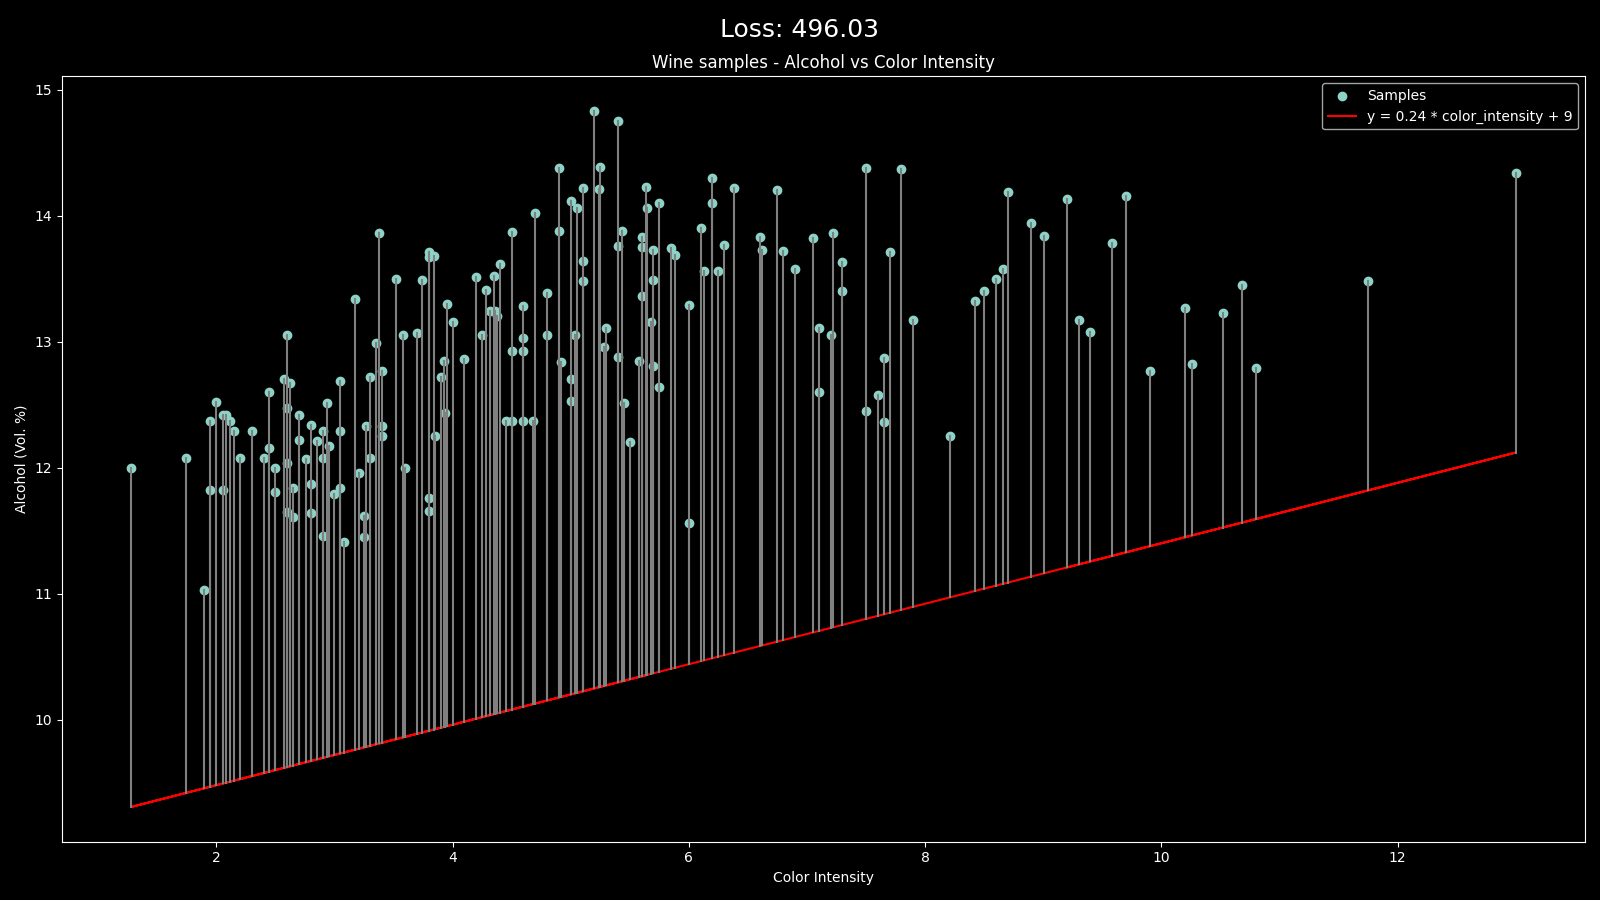 Loss: 496.03
Wine samples - Alcohol vs Color Intensity
Samples
y = 0.24 * color_intensity + 9
15
14
13
12
11
10
Alcohol (Vol. %)
2 4 6 8 10 12
Color Intensity